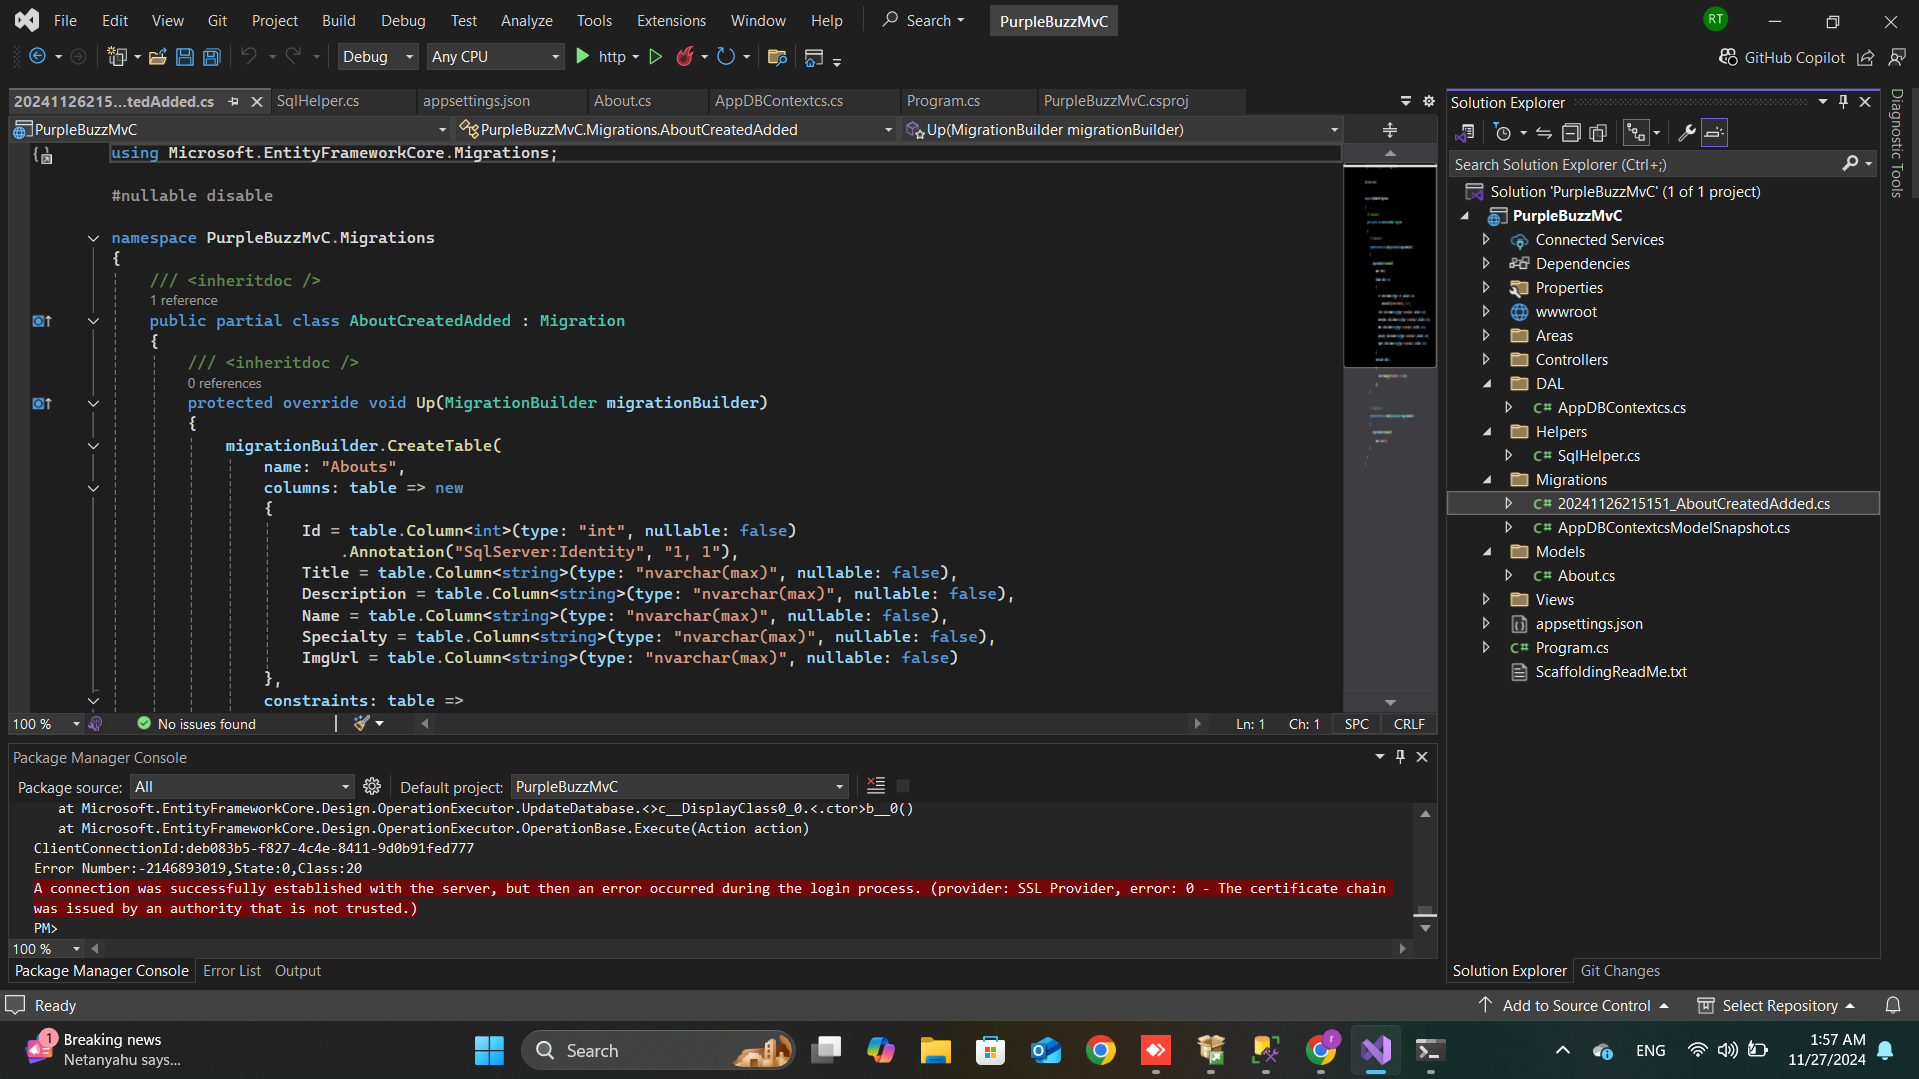 File Edit View Git Project Build Debug Test Analyze Tools Extensions Window Help Search PurpleBuzzMvC RT
Debug Any CPU http GitHub Copilot
20241126215...tedAdded.cs SqlHelper.cs appsettings.json About.cs AppDBContextcs.cs Program.cs PurpleBuzzMvC.csproj
PurpleBuzzMvC PurpleBuzzMvC.Migrations.AboutCreatedAdded Up(MigrationBuilder migrationBuilder)
using Microsoft.EntityFrameworkCore.Migrations;
#nullable disable
namespace PurpleBuzzMvC.Migrations
{
/// <inheritdoc />
1 reference
public partial class AboutCreatedAdded : Migration
{
/// <inheritdoc />
0 references
protected override void Up(MigrationBuilder migrationBuilder)
{
migrationBuilder.CreateTable(
name: "Abouts",
columns: table => new
{
Id = table.Column<int>(type: "int", nullable: false)
.Annotation("SqlServer:Identity", "1, 1"),
Title = table.Column<string>(type: "nvarchar(max)", nullable: false),
Description = table.Column<string>(type: "nvarchar(max)", nullable: false),
Name = table.Column<string>(type: "nvarchar(max)", nullable: false),
Specialty = table.Column<string>(type: "nvarchar(max)", nullable: false),
ImgUrl = table.Column<string>(type: "nvarchar(max)", nullable: false)
},
constraints: table =>
100 % No issues found Ln: 1 Ch: 1 SPC CRLF
Package Manager Console
Package source: All Default project: PurpleBuzzMvC
at Microsoft.EntityFrameworkCore.Design.OperationExecutor.UpdateDatabase.<>c__DisplayClass0_0.<.ctor>b__0()
at Microsoft.EntityFrameworkCore.Design.OperationExecutor.OperationBase.Execute(Action action)
ClientConnectionId:deb083b5-f827-4c4e-8411-9d0b91fed777
Error Number:-2146893019,State:0,Class:20
A connection was successfully established with the server, but then an error occurred during the login process. (provider: SSL Provider, error: 0 - The certificate chain
was issued by an authority that is not trusted.)
PM>
100 %
Package Manager Console Error List Output
Solution Explorer
Search Solution Explorer (Ctrl+;)
Solution 'PurpleBuzzMvC' (1 of 1 project)
PurpleBuzzMvC
Connected Services
Dependencies
Properties
wwwroot
Areas
Controllers
DAL
C# AppDBContextcs.cs
Helpers
C# SqlHelper.cs
Migrations
C# 20241126215151_AboutCreatedAdded.cs
C# AppDBContextcsModelSnapshot.cs
Models
C# About.cs
Views
appsettings.json
C# Program.cs
ScaffoldingReadMe.txt
Solution Explorer Git Changes
Diagnostic Tools
Ready Add to Source Control Select Repository
1 Breaking news
Netanyahu says...
Search
r
ENG
1:57 AM
11/27/2024